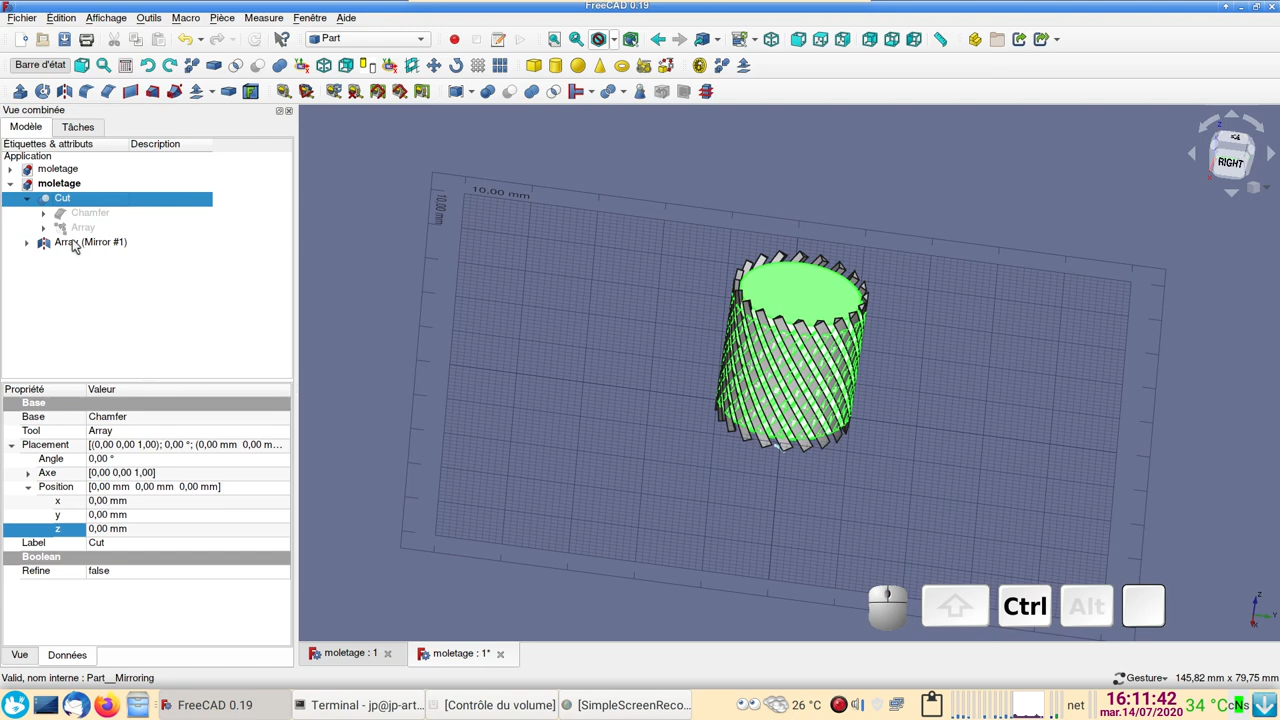 FreeCAD 0.19
Fichier Édition Affichage Outils Macro Pièce Mesure Fenêtre Aide
Part
Barre d'état
Vue combinée
Modèle Tâches
Étiquettes & attributs Description
Application
moletage
moletage
Cut
Chamfer
Array
Array (Mirror #1)
Propriété Valeur
Base
Base Chamfer
Tool Array
Placement [(0,00 0,00 1,00); 0,00 °; (0,00 mm 0,00 m...
Angle 0,00 °
Axe [0,00 0,00 1,00]
Position [0,00 mm 0,00 mm 0,00 mm]
x 0,00 mm
y 0,00 mm
z 0,00 mm
Label Cut
Boolean
Refine false
Vue Données
10,00 mm
10,00 mm
RIGHT
Z
Y
Ctrl Alt
moletage : 1 moletage : 1*
Valid, nom interne : Part__Mirroring
Gesture 145,82 mm x 79,75 mm
FreeCAD 0.19 Terminal - jp@jp-art... [Contrôle du volume] [SimpleScreenReco...
26 °C
net
16:11:42
mar.14/07/2020
34 °C